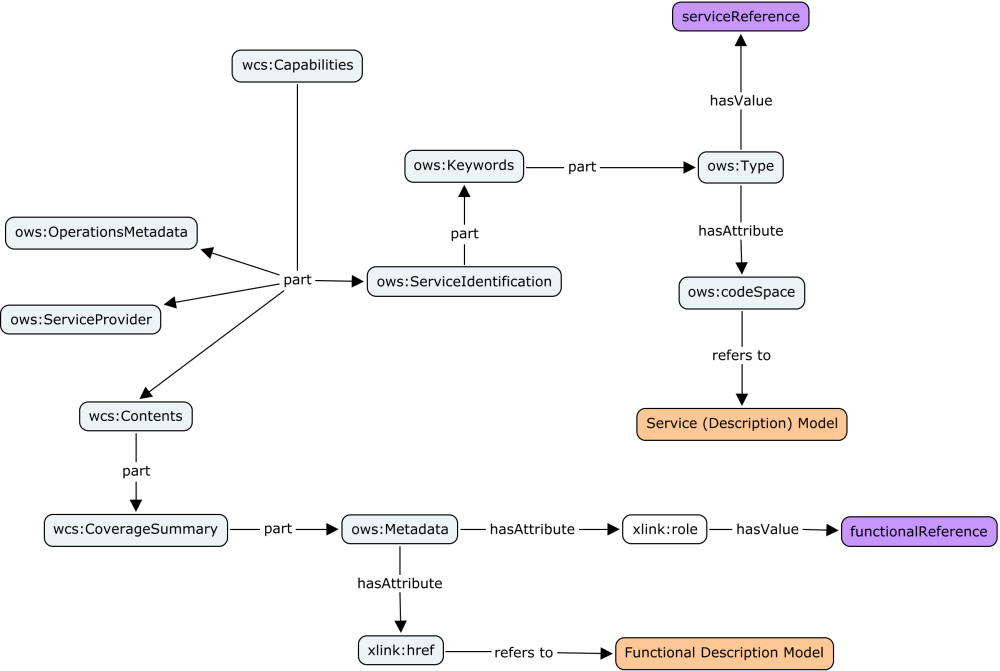 serviceReference
wcs:Capabilities
hasValue
ows:Keywords
part
ows:Type
ows:OperationsMetadata
part
hasAttribute
part
ows:ServiceIdentification
ows:codeSpace
ows:ServiceProvider
refers to
wcs:Contents
Service (Description) Model
part
wcs:CoverageSummary
part
ows:Metadata
hasAttribute
xlink:role
hasValue
functionalReference
hasAttribute
xlink:href
refers to
Functional Description Model